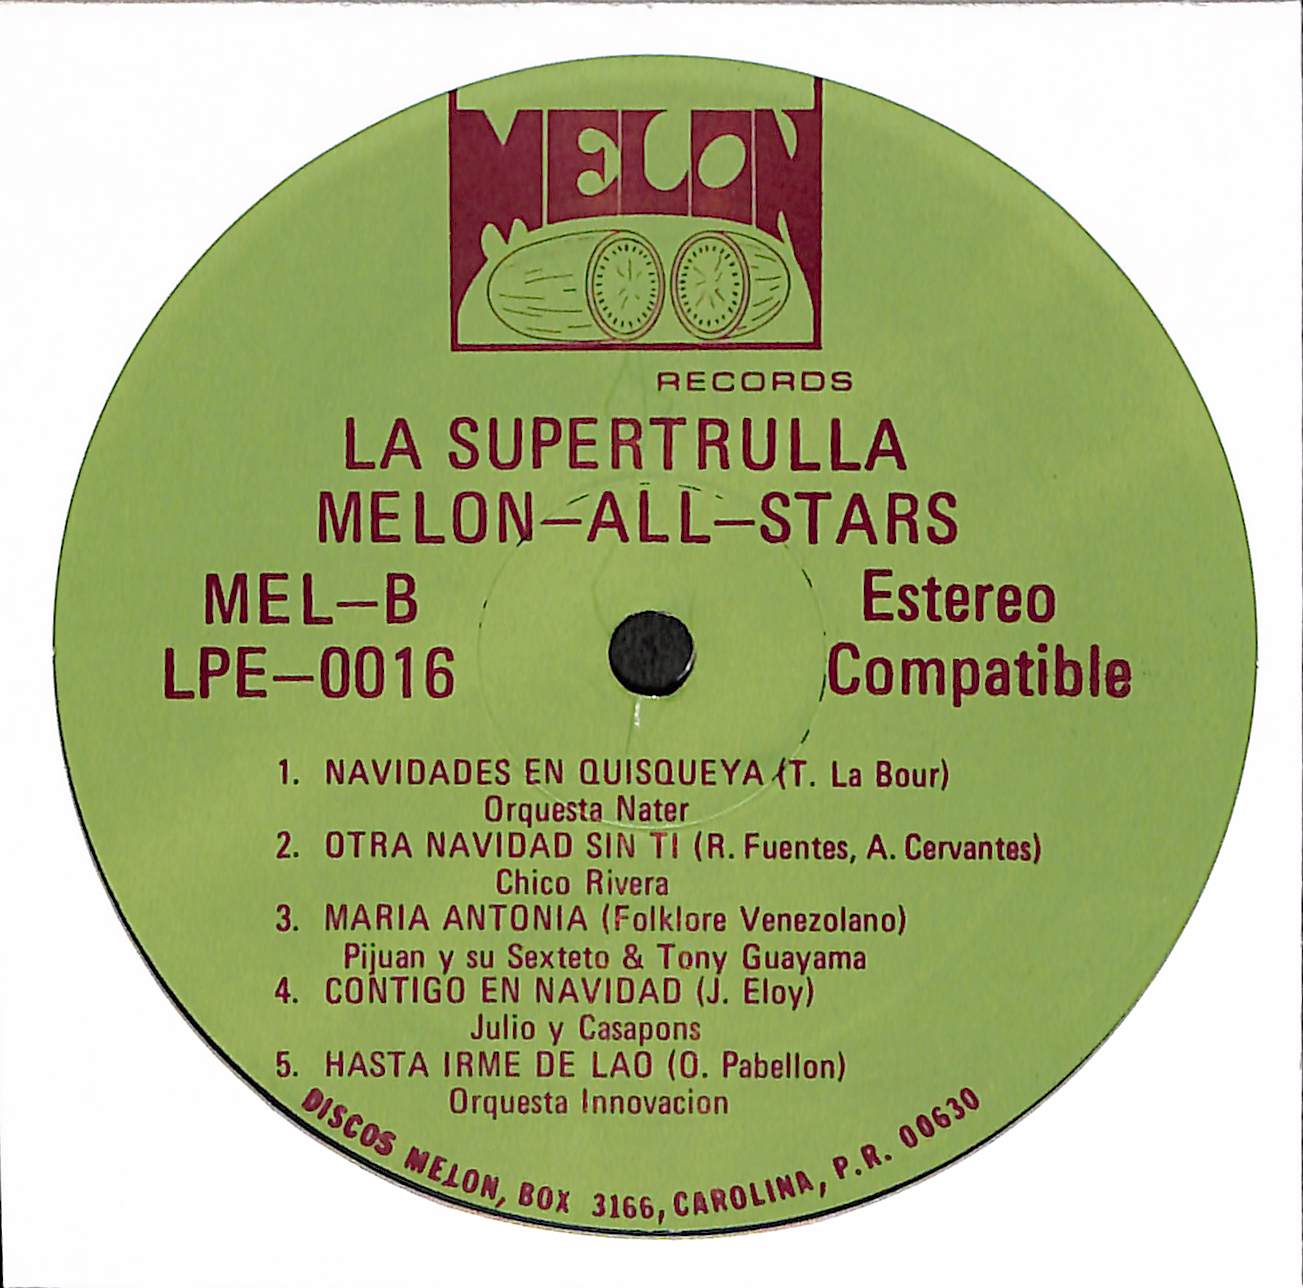 MELON
RECORDS
LA SUPERTRULLA
MELON–ALL–STARS
MEL–B
LPE–0016
Estereo
Compatible
1. NAVIDADES EN QUISQUEYA (T. La Bour)
Orquesta Nater
2. OTRA NAVIDAD SIN TI (R. Fuentes, A. Cervantes)
Chico Rivera
3. MARIA ANTONIA (Folklore Venezolano)
Pijuan y su Sexteto & Tony Guayama
4. CONTIGO EN NAVIDAD (J. Eloy)
Julio y Casapons
5. HASTA IRME DE LAO (O. Pabellon)
Orquesta Innovacion
DISCOS MELON, BOX 3166, CAROLINA, P.R. 00630